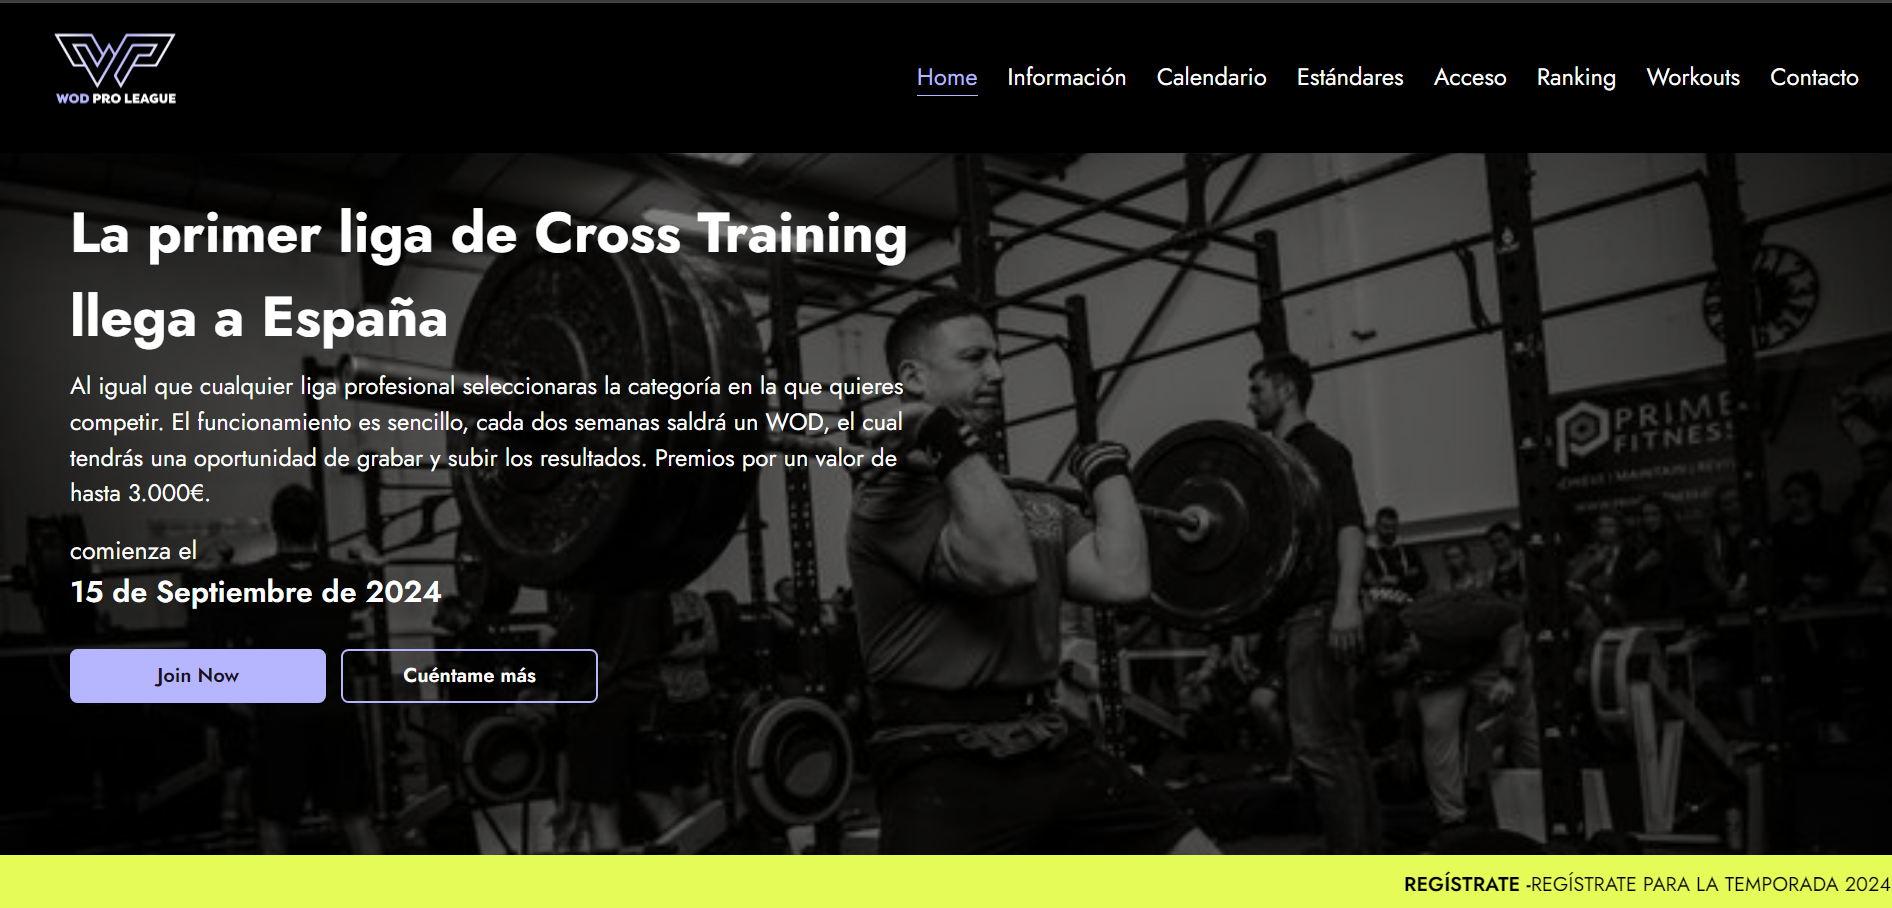 WOD PRO LEAGUE
Home Información Calendario Estándares Acceso Ranking Workouts Contacto
La primer liga de Cross Training
llega a España
Al igual que cualquier liga profesional seleccionaras la categoría en la que quieres
competir. El funcionamiento es sencillo, cada dos semanas saldrá un WOD, el cual
tendrás una oportunidad de grabar y subir los resultados. Premios por un valor de
hasta 3.000€.
comienza el
15 de Septiembre de 2024
Join Now
Cuéntame más
PRIME
FITNESS
REGÍSTRATE -REGÍSTRATE PARA LA TEMPORADA 2024